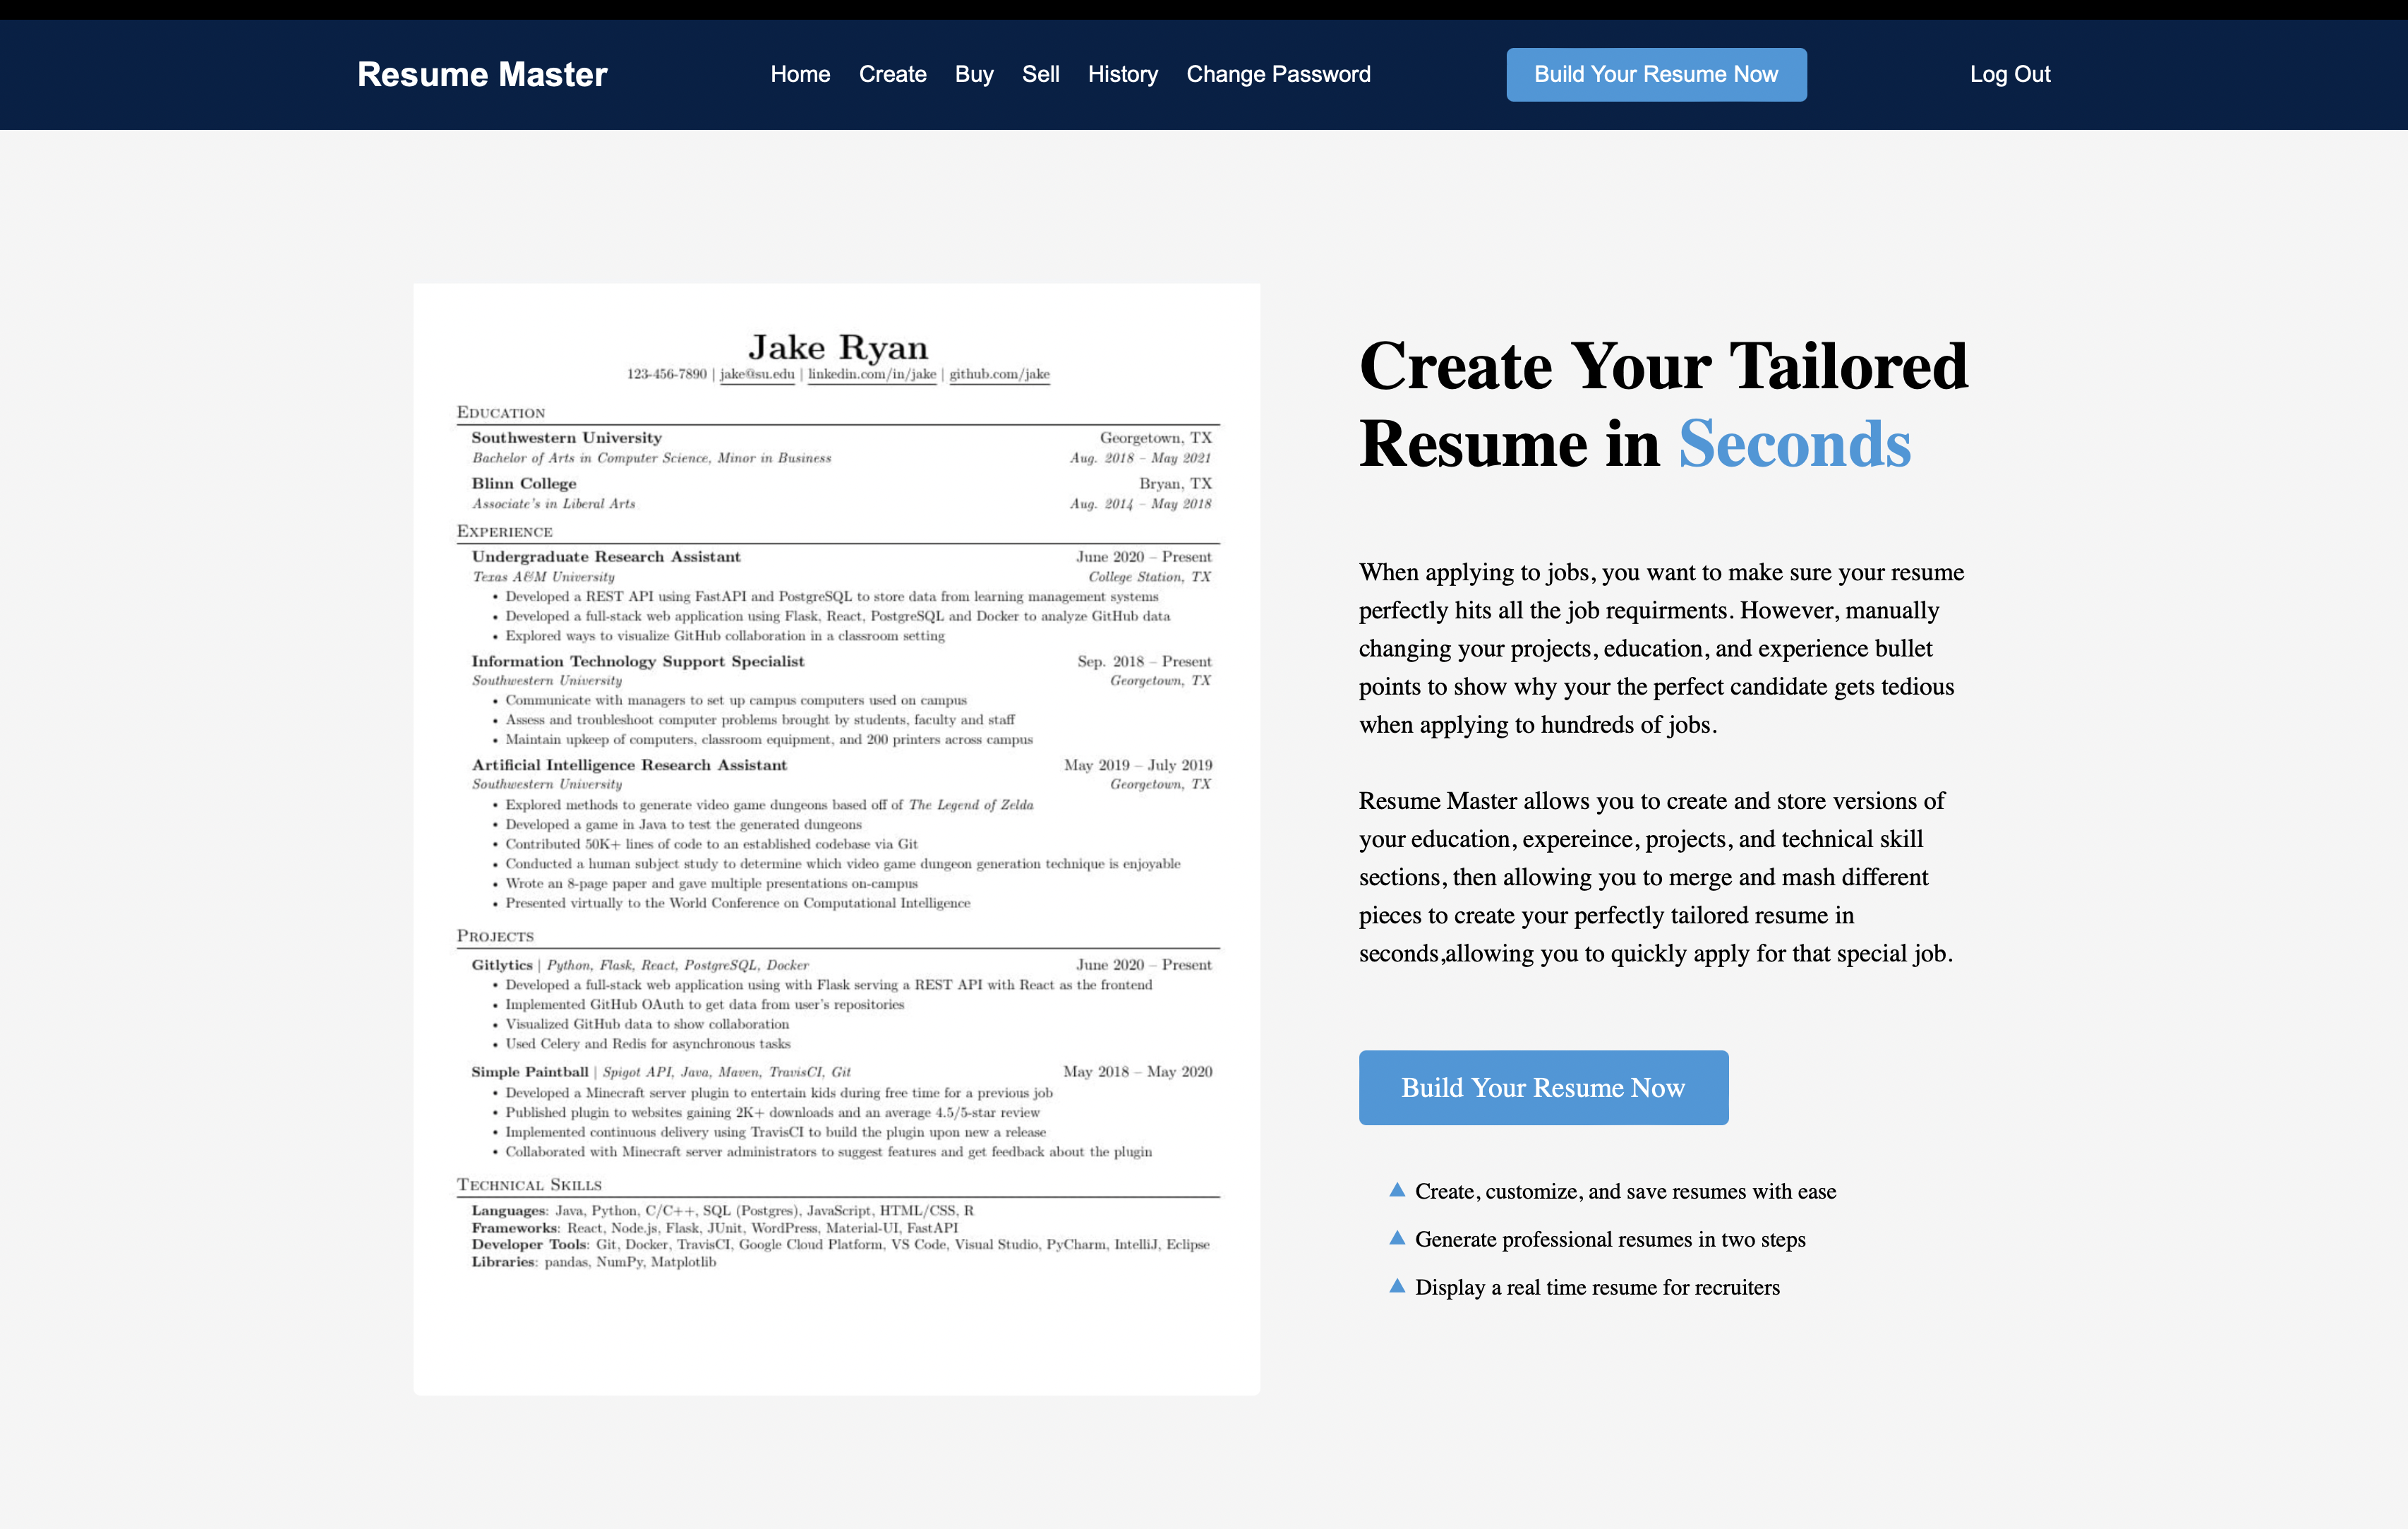 Resume Master
Home Create Buy Sell History Change Password
Build Your Resume Now
Log Out
Jake Ryan
123-456-7890 | jake@su.edu | linkedin.com/in/jake | github.com/jake
EDUCATION
Southwestern University Georgetown, TX
Bachelor of Arts in Computer Science, Minor in Business Aug. 2018 – May 2021
Blinn College Bryan, TX
Associate's in Liberal Arts Aug. 2014 – May 2018
EXPERIENCE
Undergraduate Research Assistant June 2020 – Present
Texas A&M University College Station, TX
• Developed a REST API using FastAPI and PostgreSQL to store data from learning management systems
• Developed a full-stack web application using Flask, React, PostgreSQL and Docker to analyze GitHub data
• Explored ways to visualize GitHub collaboration in a classroom setting
Information Technology Support Specialist Sep. 2018 – Present
Southwestern University Georgetown, TX
• Communicate with managers to set up campus computers used on campus
• Assess and troubleshoot computer problems brought by students, faculty and staff
• Maintain upkeep of computers, classroom equipment, and 200 printers across campus
Artificial Intelligence Research Assistant May 2019 – July 2019
Southwestern University Georgetown, TX
• Explored methods to generate video game dungeons based off of The Legend of Zelda
• Developed a game in Java to test the generated dungeons
• Contributed 50K+ lines of code to an established codebase via Git
• Conducted a human subject study to determine which video game dungeon generation technique is enjoyable
• Wrote an 8-page paper and gave multiple presentations on-campus
• Presented virtually to the World Conference on Computational Intelligence
PROJECTS
Gitlytics | Python, Flask, React, PostgreSQL, Docker June 2020 – Present
• Developed a full-stack web application using with Flask serving a REST API with React as the frontend
• Implemented GitHub OAuth to get data from user's repositories
• Visualized GitHub data to show collaboration
• Used Celery and Redis for asynchronous tasks
Simple Paintball | Spigot API, Java, Maven, TravisCI, Git May 2018 – May 2020
• Developed a Minecraft server plugin to entertain kids during free time for a previous job
• Published plugin to websites gaining 2K+ downloads and an average 4.5/5-star review
• Implemented continuous delivery using TravisCI to build the plugin upon new a release
• Collaborated with Minecraft server administrators to suggest features and get feedback about the plugin
TECHNICAL SKILLS
Languages: Java, Python, C/C++, SQL (Postgres), JavaScript, HTML/CSS, R
Frameworks: React, Node.js, Flask, JUnit, WordPress, Material-UI, FastAPI
Developer Tools: Git, Docker, TravisCI, Google Cloud Platform, VS Code, Visual Studio, PyCharm, IntelliJ, Eclipse
Libraries: pandas, NumPy, Matplotlib
Create Your Tailored
Resume in Seconds
When applying to jobs, you want to make sure your resume
perfectly hits all the job requirments. However, manually
changing your projects, education, and experience bullet
points to show why your the perfect candidate gets tedious
when applying to hundreds of jobs.
Resume Master allows you to create and store versions of
your education, expereince, projects, and technical skill
sections, then allowing you to merge and mash different
pieces to create your perfectly tailored resume in
seconds,allowing you to quickly apply for that special job.
Build Your Resume Now
Create, customize, and save resumes with ease
Generate professional resumes in two steps
Display a real time resume for recruiters